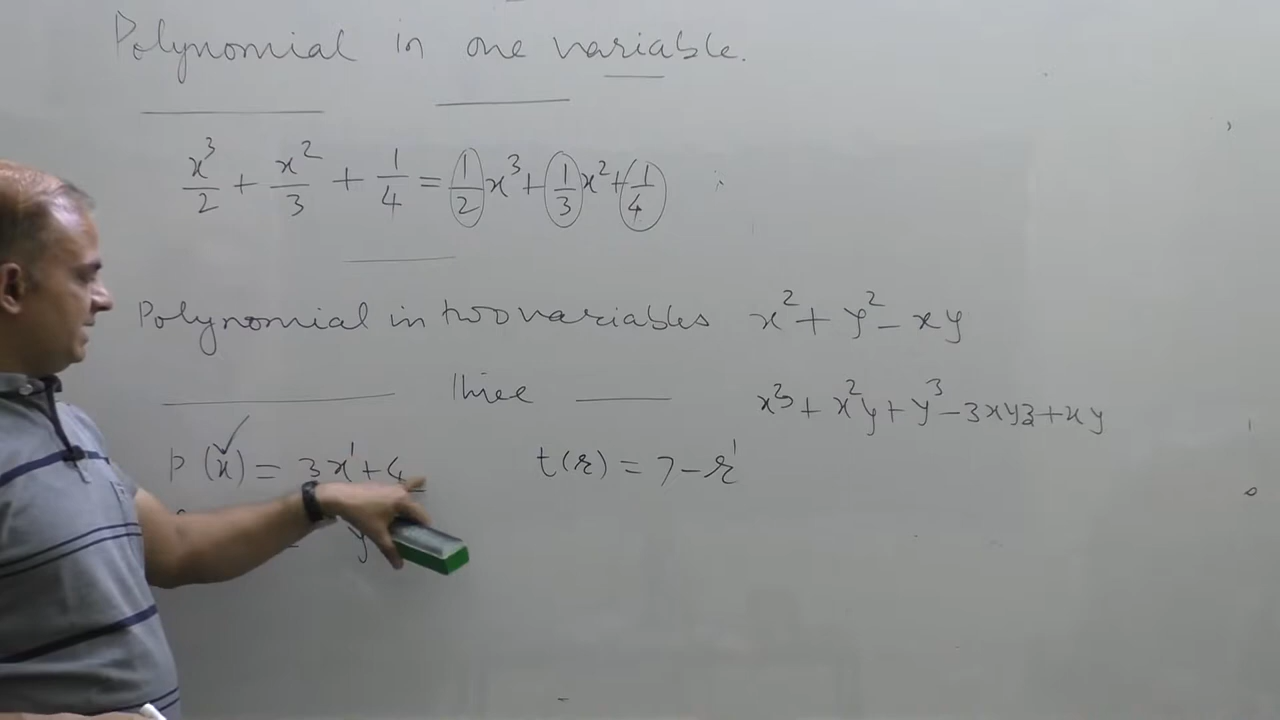 Polynomial in one variable.
x³/2 + x²/3 + 1/4 = 1/2 x³ + 1/3 x² + 1/4
Polynomial in two variables x² + y² - xy
Three x³ + x²y + y³ - 3xyz + xy
p(x) = 3x¹ + 4 t(r) = 7 - r¹
y